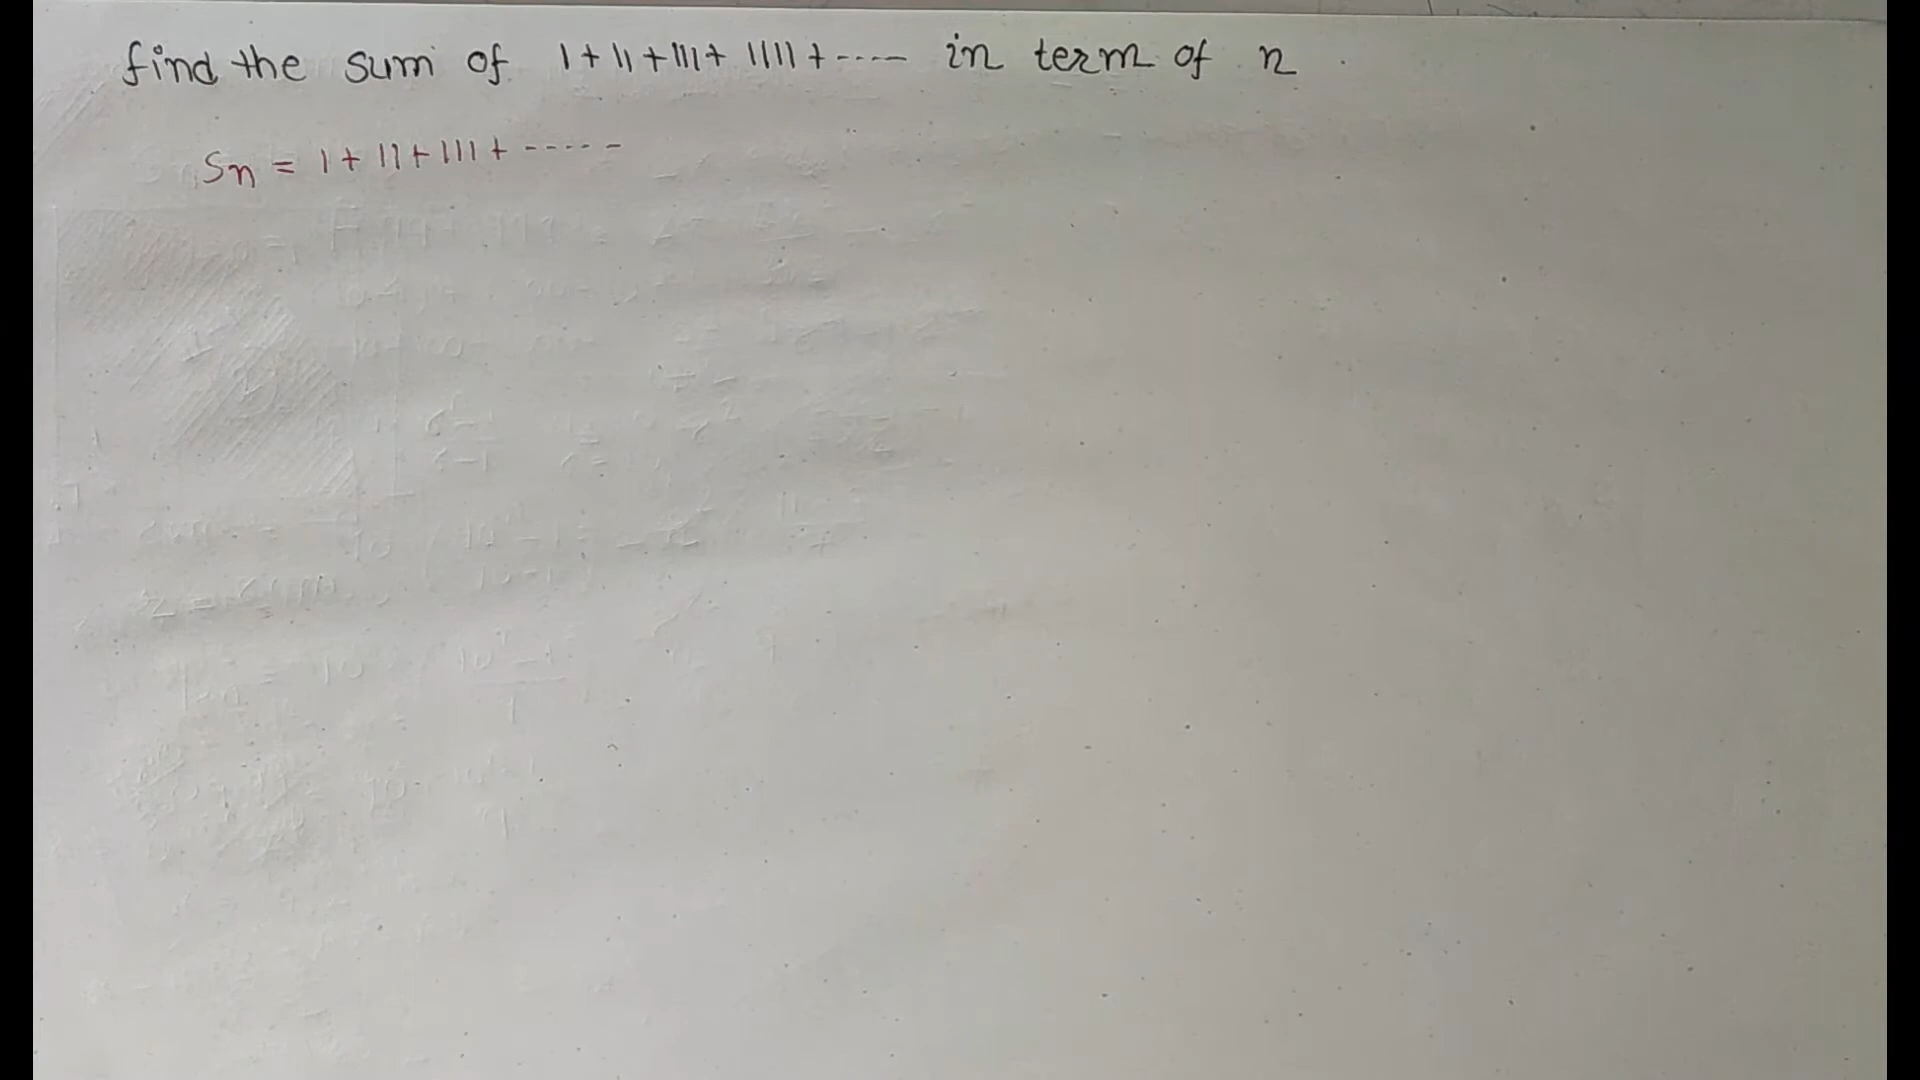 find the sum of 1+11+111+1111+---- in term of n
Sn = 1+11+111+-----